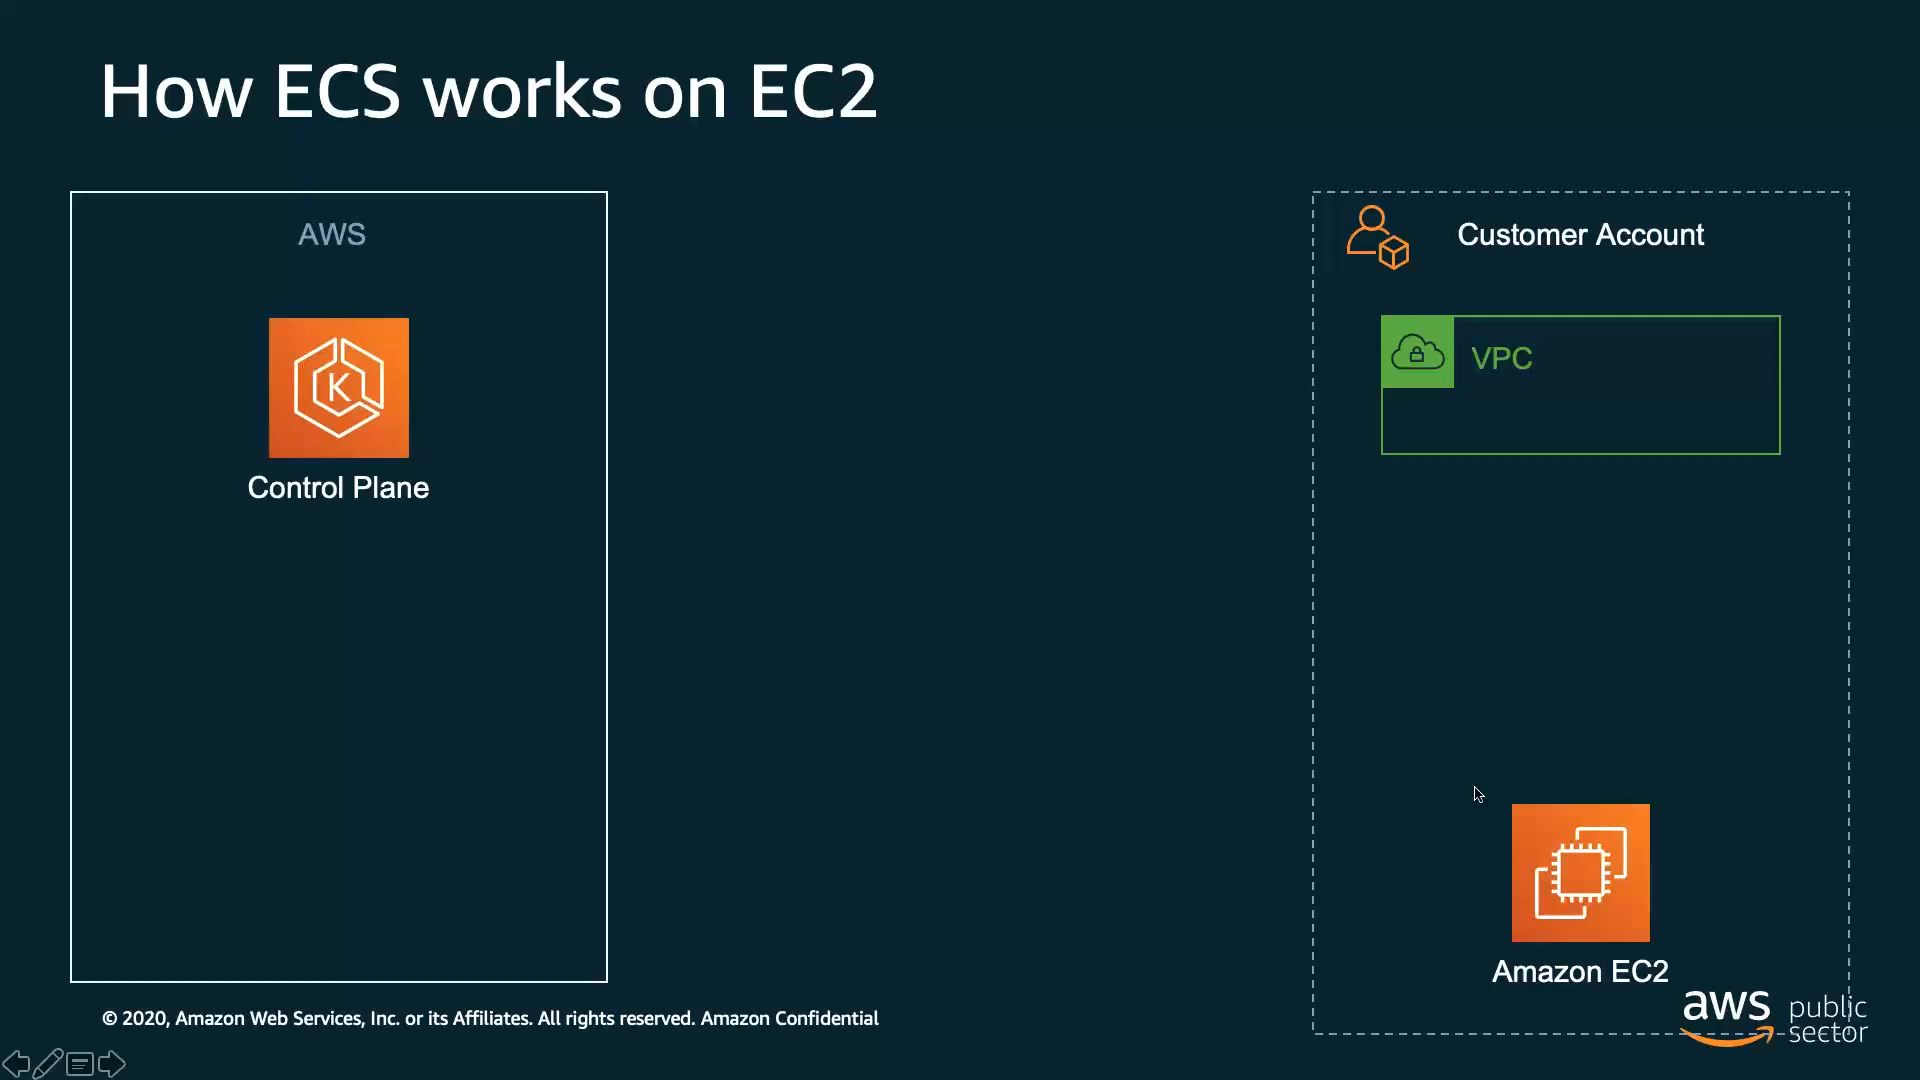 How ECS works on EC2
AWS
Customer Account
K
VPC
Control Plane
Amazon EC2
© 2020, Amazon Web Services, Inc. or its Affiliates. All rights reserved. Amazon Confidential
aws public sector